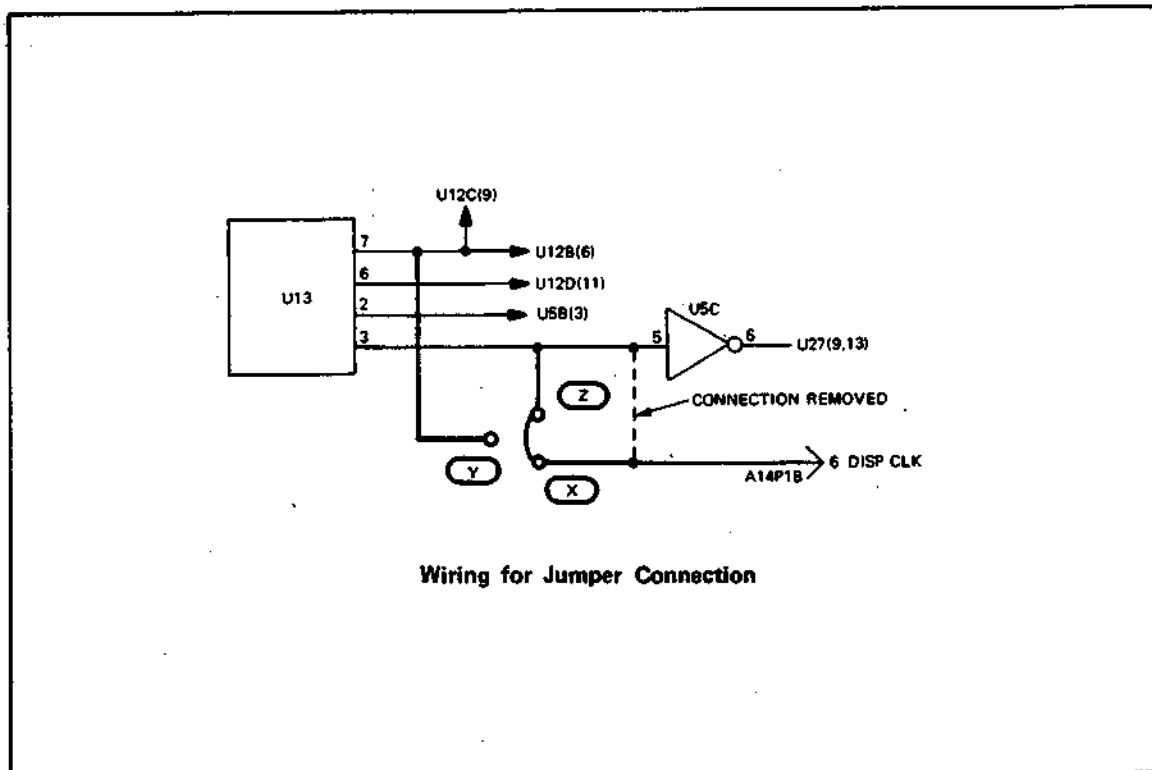 U12C(9)
7
U12B(6)
6
U12D(11)
U13
2
U5B(3)
U5C
3
5
6
U27(9,13)
Z
CONNECTION REMOVED
Y
X
A14P1B
6 DISP CLK
Wiring for Jumper Connection